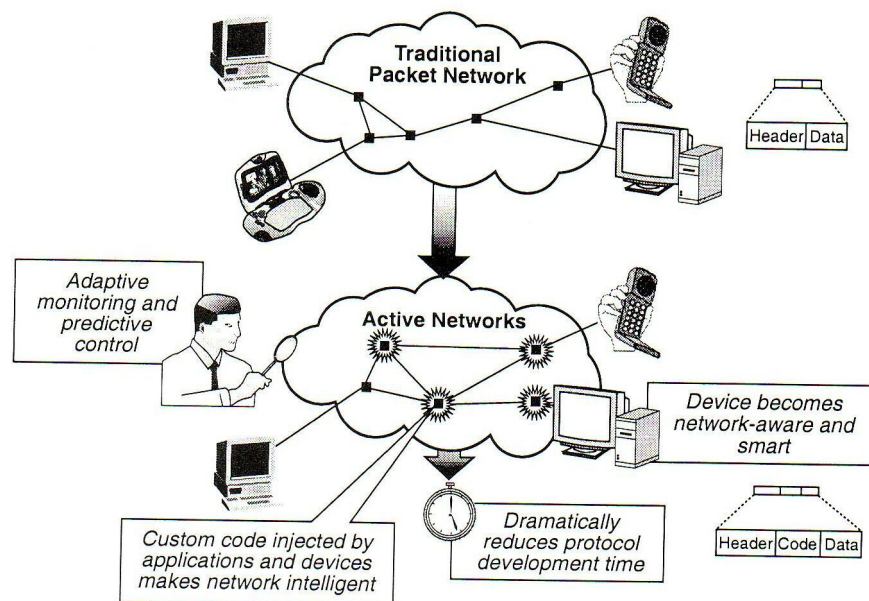 Traditional
Packet Network
Header Data
Adaptive
monitoring and
predictive
control
Active Networks
Device becomes
network-aware and
smart
Custom code injected by
applications and devices
makes network intelligent
Dramatically
reduces protocol
development time
Header Code Data